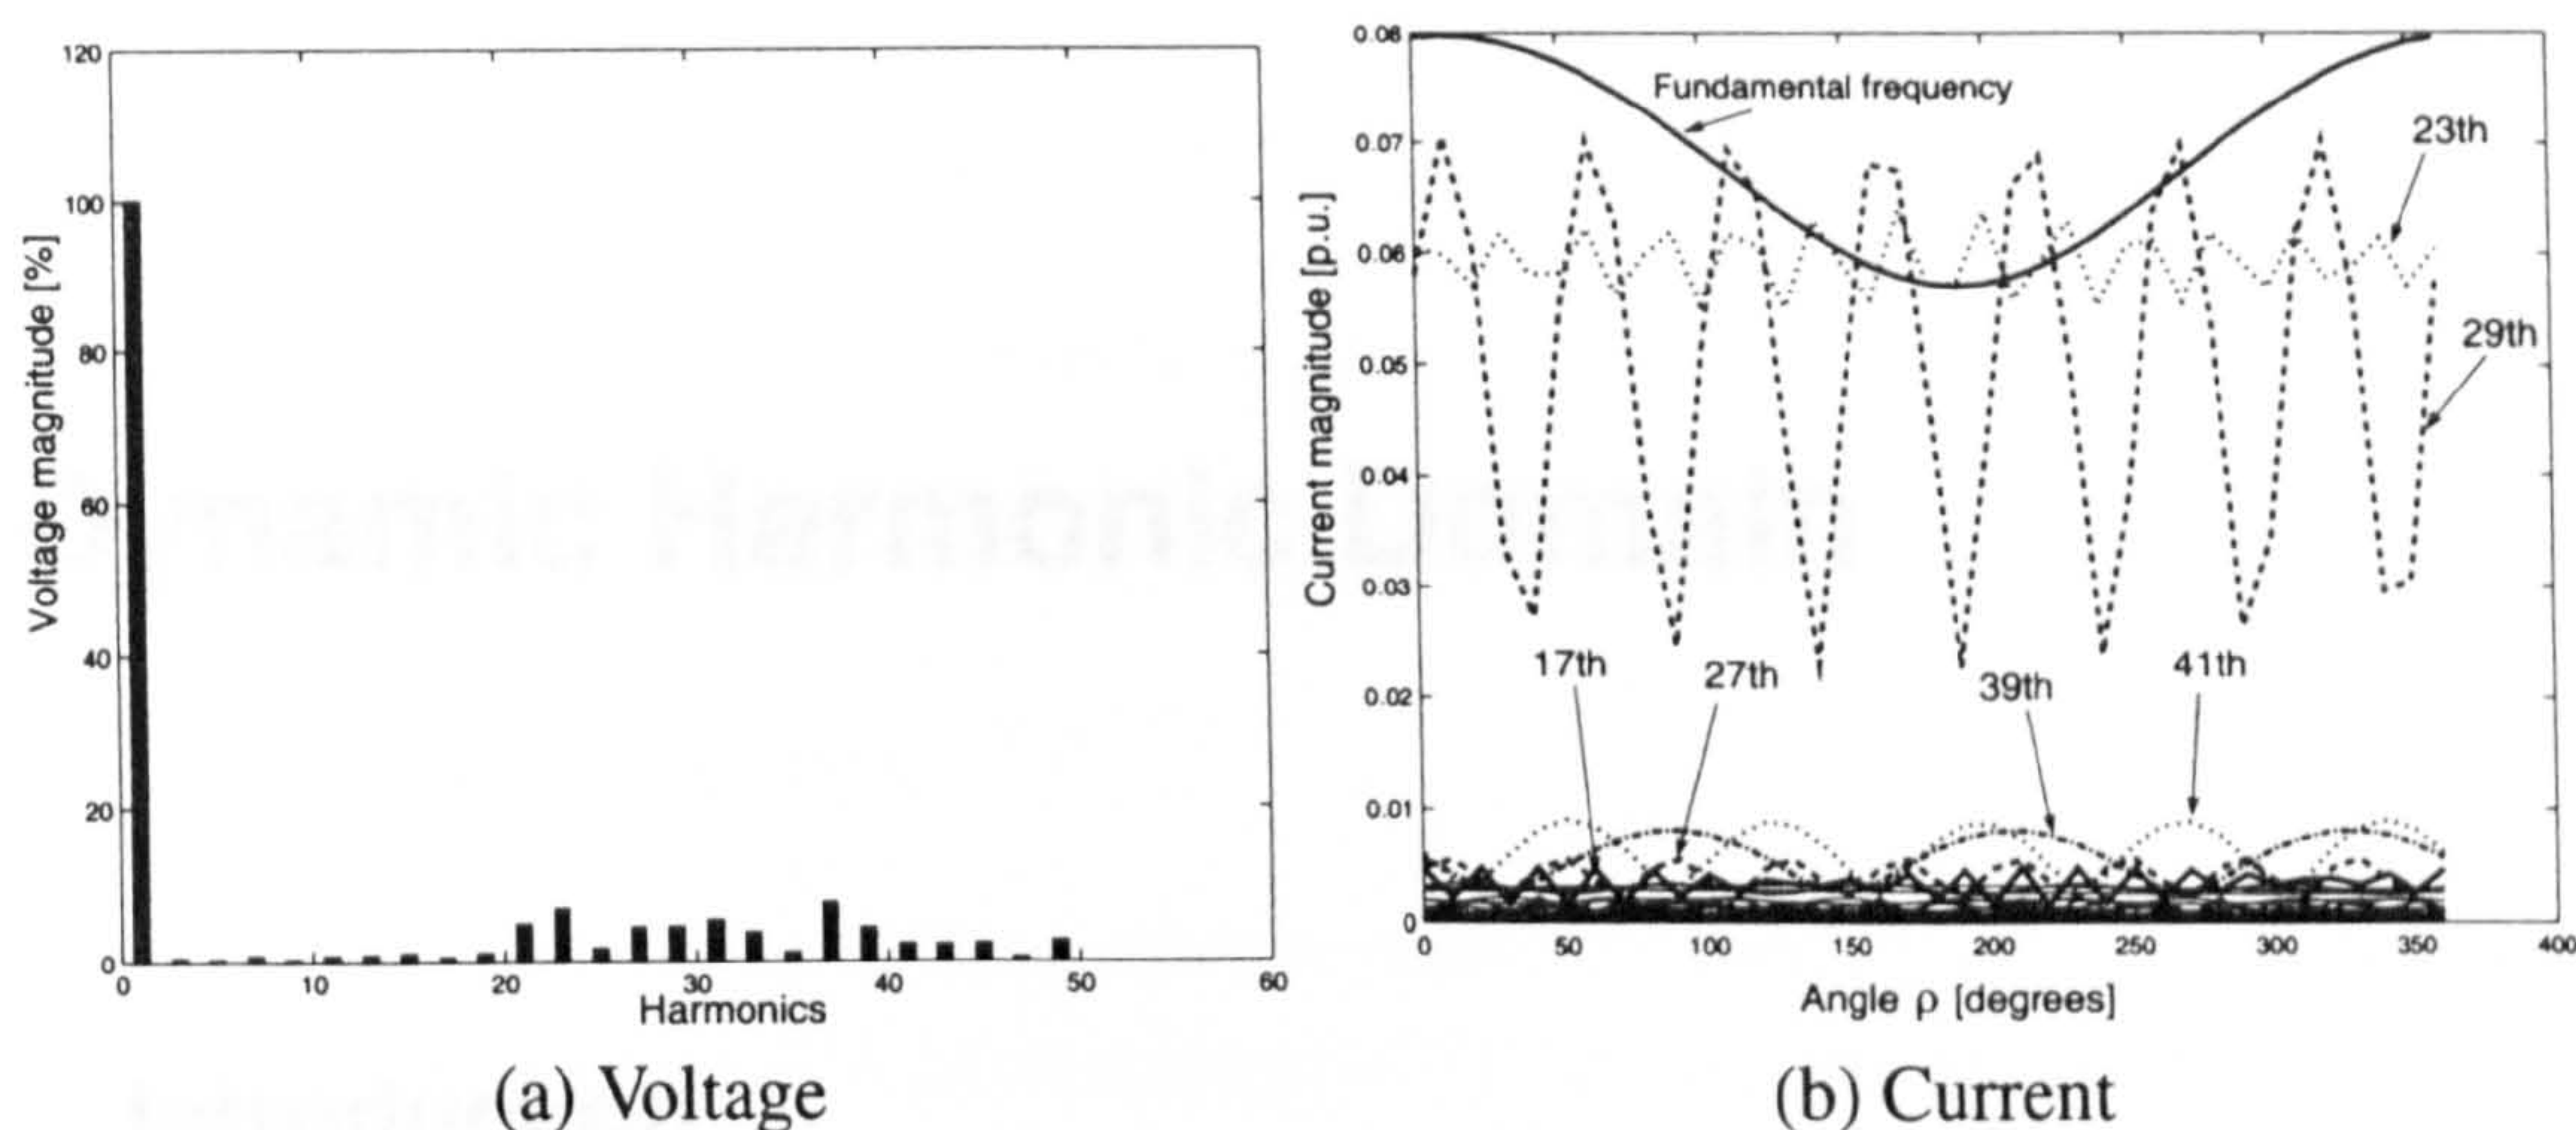 120
100
80
60
40
20
0
Voltage magnitude [%]
0 10 20 30 40 50 60
Harmonics
(a) Voltage
0.08
0.07
0.06
0.05
0.04
0.03
0.02
0.01
0
Current magnitude [p.u.]
Fundamental frequency
23th
29th
17th
27th
39th
41th
0 50 100 150 200 250 300 350 400
Angle ρ [degrees]
(b) Current